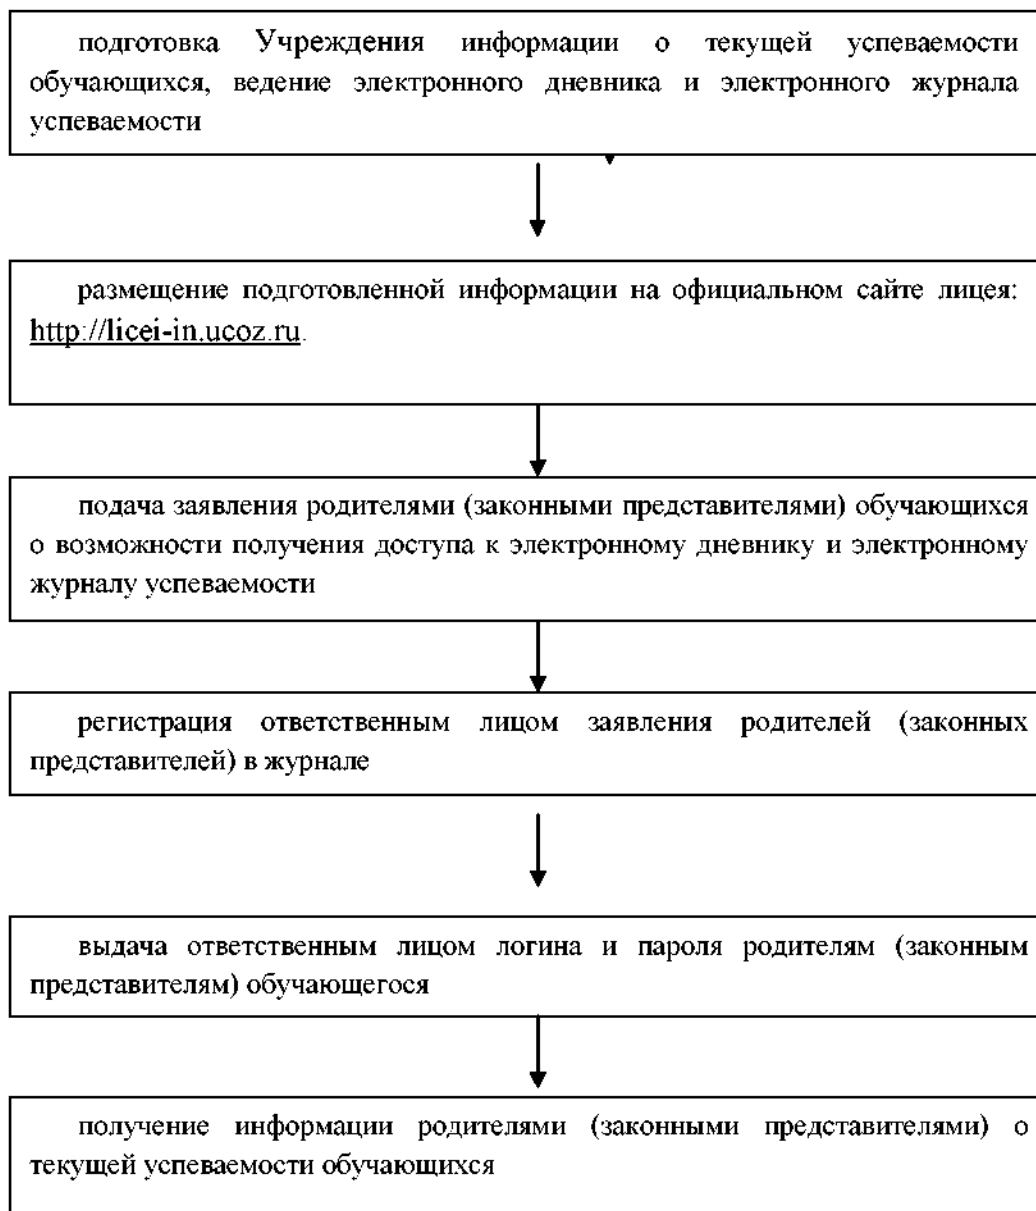 подготовка Учреждения информации о текущей успеваемости
обучающихся, ведение электронного дневника и электронного журнала
успеваемости
размещение подготовленной информации на официальном сайте лицея:
http://licei-in.ucoz.ru.
подача заявления родителями (законными представителями) обучающихся
о возможности получения доступа к электронному дневнику и электронному
журналу успеваемости
регистрация ответственным лицом заявления родителей (законных
представителей) в журнале
выдача ответственным лицом логина и пароля родителям (законным
представителям) обучающегося
получение информации родителями (законными представителями) о
текущей успеваемости обучающихся